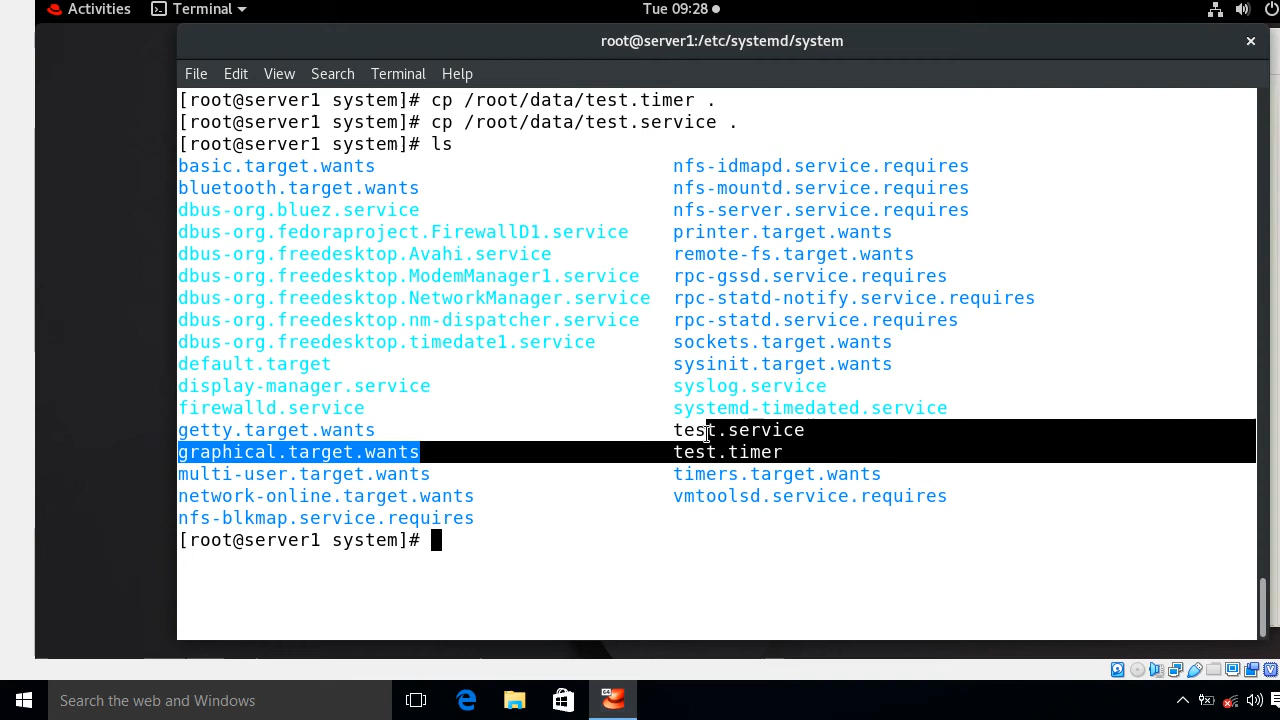 Activities Terminal Tue 09:28
root@server1:/etc/systemd/system
File Edit View Search Terminal Help
[root@server1 system]# cp /root/data/test.timer .
[root@server1 system]# cp /root/data/test.service .
[root@server1 system]# ls
basic.target.wants nfs-idmapd.service.requires
bluetooth.target.wants nfs-mountd.service.requires
dbus-org.bluez.service nfs-server.service.requires
dbus-org.fedoraproject.FirewallD1.service printer.target.wants
dbus-org.freedesktop.Avahi.service remote-fs.target.wants
dbus-org.freedesktop.ModemManager1.service rpc-gssd.service.requires
dbus-org.freedesktop.NetworkManager.service rpc-statd-notify.service.requires
dbus-org.freedesktop.nm-dispatcher.service rpc-statd.service.requires
dbus-org.freedesktop.timedate1.service sockets.target.wants
default.target sysinit.target.wants
display-manager.service syslog.service
firewalld.service systemd-timedated.service
getty.target.wants test.service
graphical.target.wants test.timer
multi-user.target.wants timers.target.wants
network-online.target.wants vmtoolsd.service.requires
nfs-blkmap.service.requires
[root@server1 system]#
Search the web and Windows